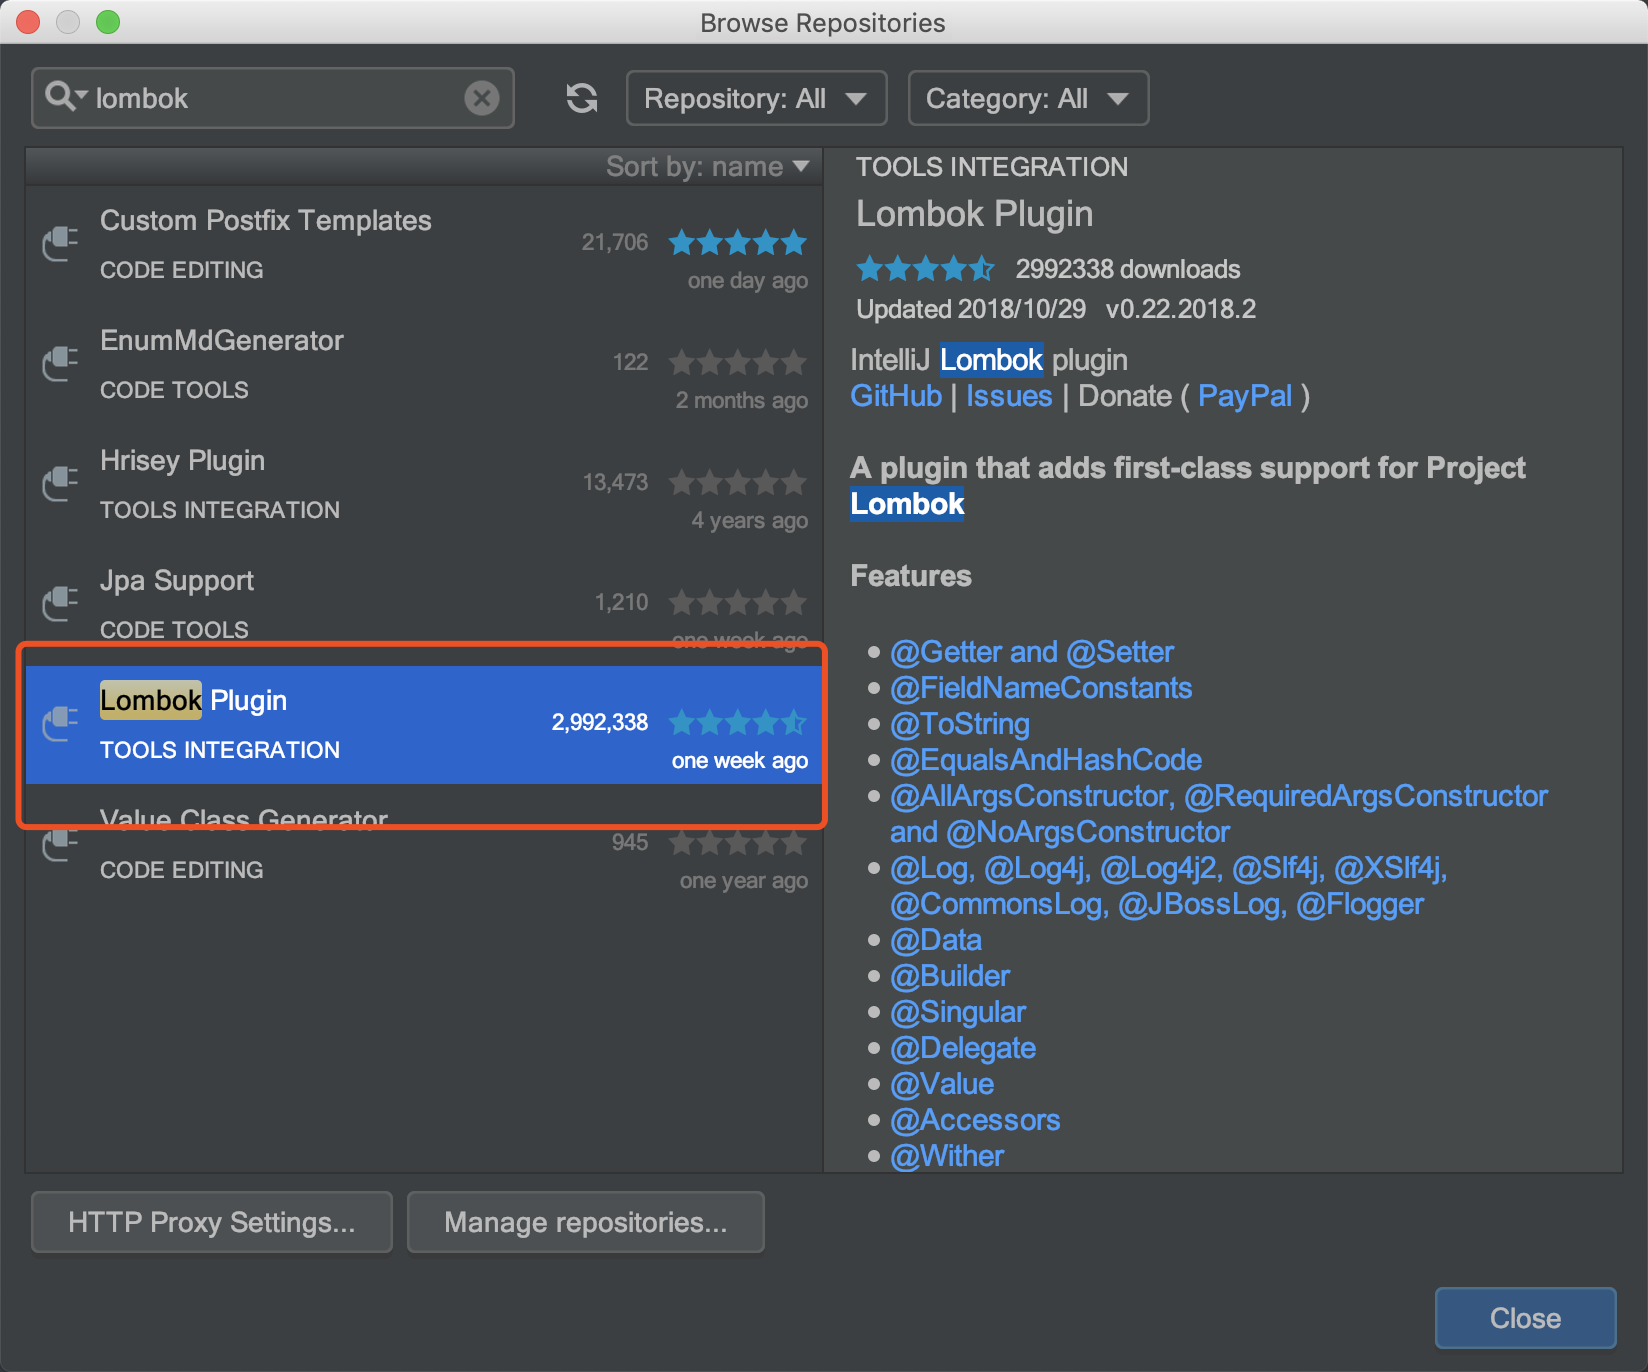 Browse Repositories
lombok
Repository: All
Category: All
Sort by: name
Custom Postfix Templates
21,706
CODE EDITING
one day ago
EnumMdGenerator
122
CODE TOOLS
2 months ago
Hrisey Plugin
13,473
TOOLS INTEGRATION
4 years ago
Jpa Support
1,210
CODE TOOLS
one week ago
Lombok Plugin
2,992,338
TOOLS INTEGRATION
one week ago
Value Class Generator
945
CODE EDITING
one year ago
TOOLS INTEGRATION
Lombok Plugin
2992338 downloads
Updated 2018/10/29 v0.22.2018.2
IntelliJ Lombok plugin
GitHub | Issues | Donate ( PayPal )
A plugin that adds first-class support for Project
Lombok
Features
@Getter and @Setter
@FieldNameConstants
@ToString
@EqualsAndHashCode
@AllArgsConstructor, @RequiredArgsConstructor
and @NoArgsConstructor
@Log, @Log4j, @Log4j2, @Slf4j, @XSlf4j,
@CommonsLog, @JBossLog, @Flogger
@Data
@Builder
@Singular
@Delegate
@Value
@Accessors
@Wither
HTTP Proxy Settings...
Manage repositories...
Close